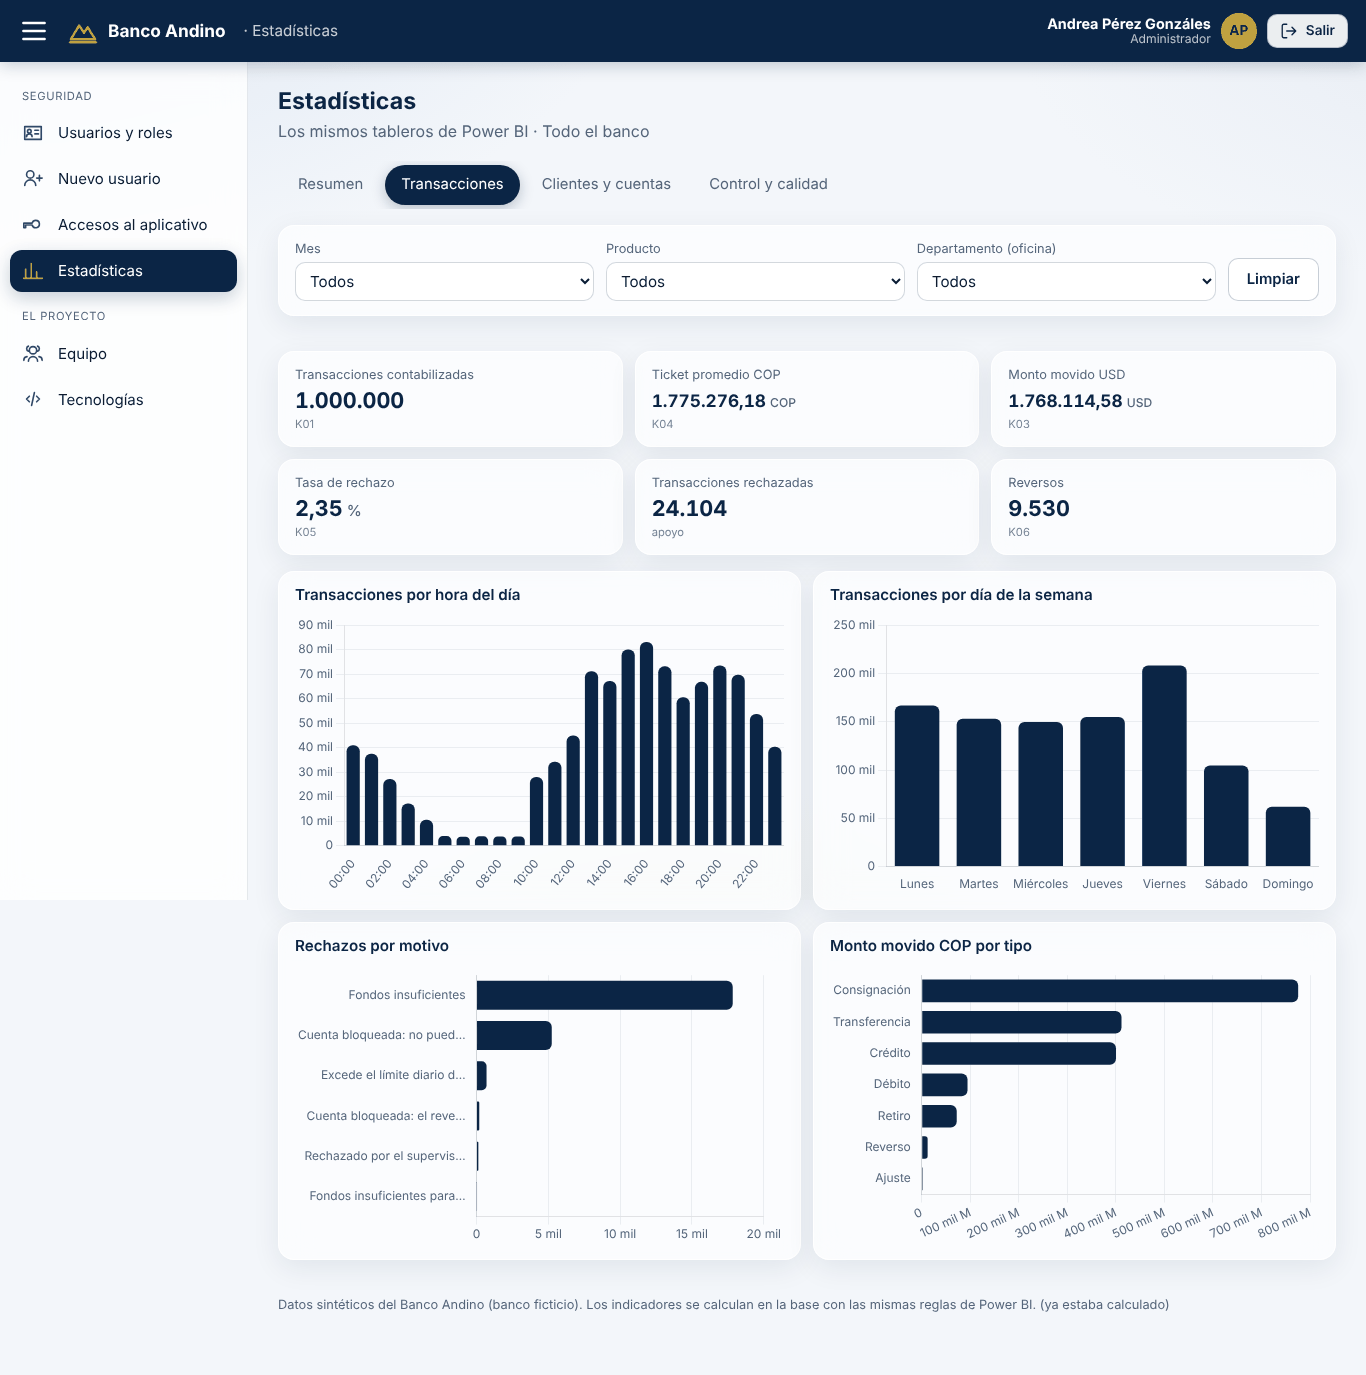 Banco Andino · Estadísticas
Andrea Pérez Gonzáles
Administrador
AP
Salir
SEGURIDAD
Usuarios y roles
Nuevo usuario
Accesos al aplicativo
Estadísticas
EL PROYECTO
Equipo
Tecnologías
Estadísticas
Los mismos tableros de Power BI · Todo el banco
Resumen Transacciones Clientes y cuentas Control y calidad
Mes Producto Departamento (oficina)
Todos Todos Todos Limpiar
Transacciones contabilizadas
1.000.000
K01
Ticket promedio COP
1.775.276,18 COP
K04
Monto movido USD
1.768.114,58 USD
K03
Tasa de rechazo
2,35 %
K05
Transacciones rechazadas
24.104
apoyo
Reversos
9.530
K06
Transacciones por hora del día
90 mil
80 mil
70 mil
60 mil
50 mil
40 mil
30 mil
20 mil
10 mil
0
00:00 02:00 04:00 06:00 08:00 10:00 12:00 14:00 16:00 18:00 20:00 22:00
Transacciones por día de la semana
250 mil
200 mil
150 mil
100 mil
50 mil
0
Lunes Martes Miércoles Jueves Viernes Sábado Domingo
Rechazos por motivo
Fondos insuficientes
Cuenta bloqueada: no pued...
Excede el límite diario d...
Cuenta bloqueada: el reve...
Rechazado por el supervis...
Fondos insuficientes para...
0 5 mil 10 mil 15 mil 20 mil
Monto movido COP por tipo
Consignación
Transferencia
Crédito
Débito
Retiro
Reverso
Ajuste
0 100 mil M 200 mil M 300 mil M 400 mil M 500 mil M 600 mil M 700 mil M 800 mil M
Datos sintéticos del Banco Andino (banco ficticio). Los indicadores se calculan en la base con las mismas reglas de Power BI. (ya estaba calculado)